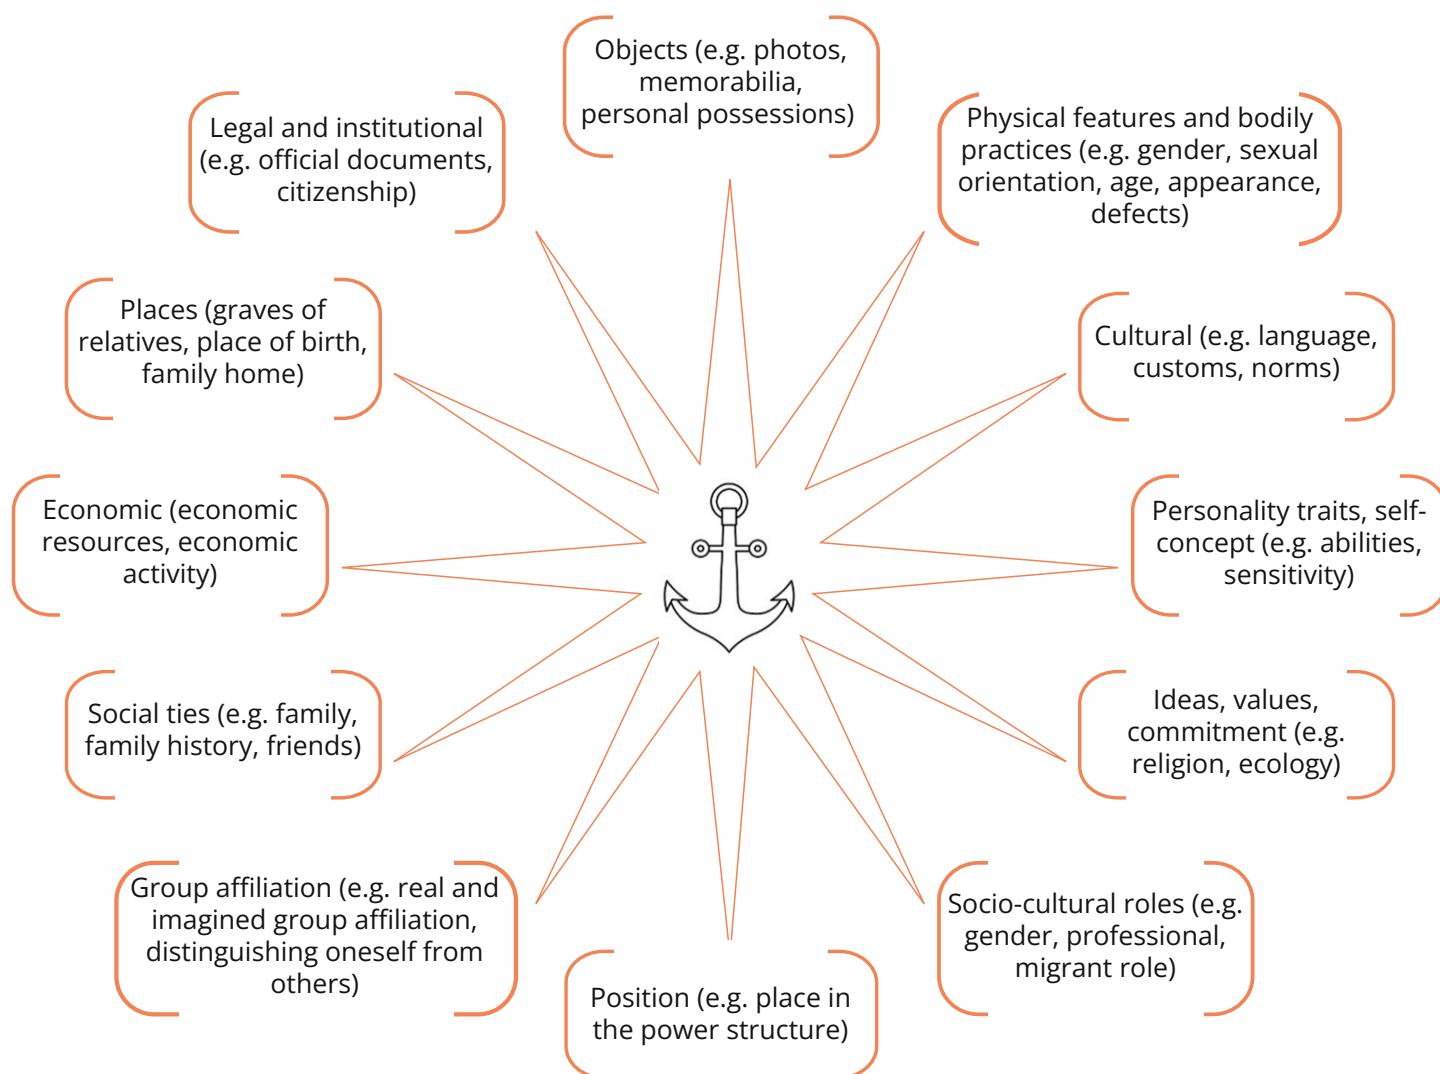 Objects (e.g. photos,
memorabilia,
personal possessions)
Physical features and bodily
practices (e.g. gender, sexual
orientation, age, appearance,
defects)
Cultural (e.g. language,
customs, norms)
Personality traits, self-
concept (e.g. abilities,
sensitivity)
Ideas, values,
commitment (e.g.
religion, ecology)
Socio-cultural roles (e.g.
gender, professional,
migrant role)
Position (e.g. place in
the power structure)
Group affiliation (e.g. real and
imagined group affiliation,
distinguishing oneself from
others)
Social ties (e.g. family,
family history, friends)
Economic (economic
resources, economic
activity)
Places (graves of
relatives, place of birth,
family home)
Legal and institutional
(e.g. official documents,
citizenship)